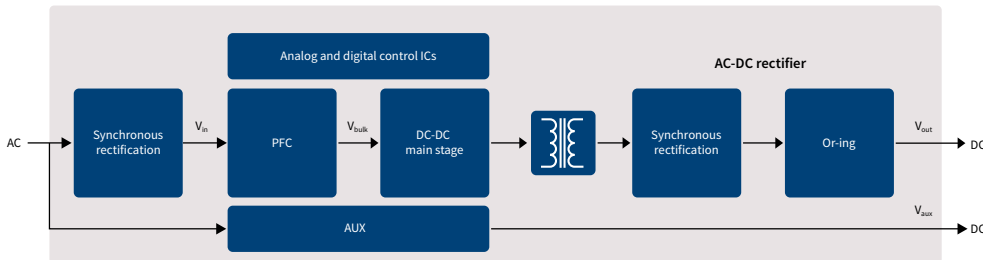 Analog and digital control ICs
AC-DC rectifier
AC
Synchronous
rectification
Vin
PFC
Vbulk
DC-DC
main stage
Synchronous
rectification
Or-ing
Vout
DC
AUX
Vaux
DC